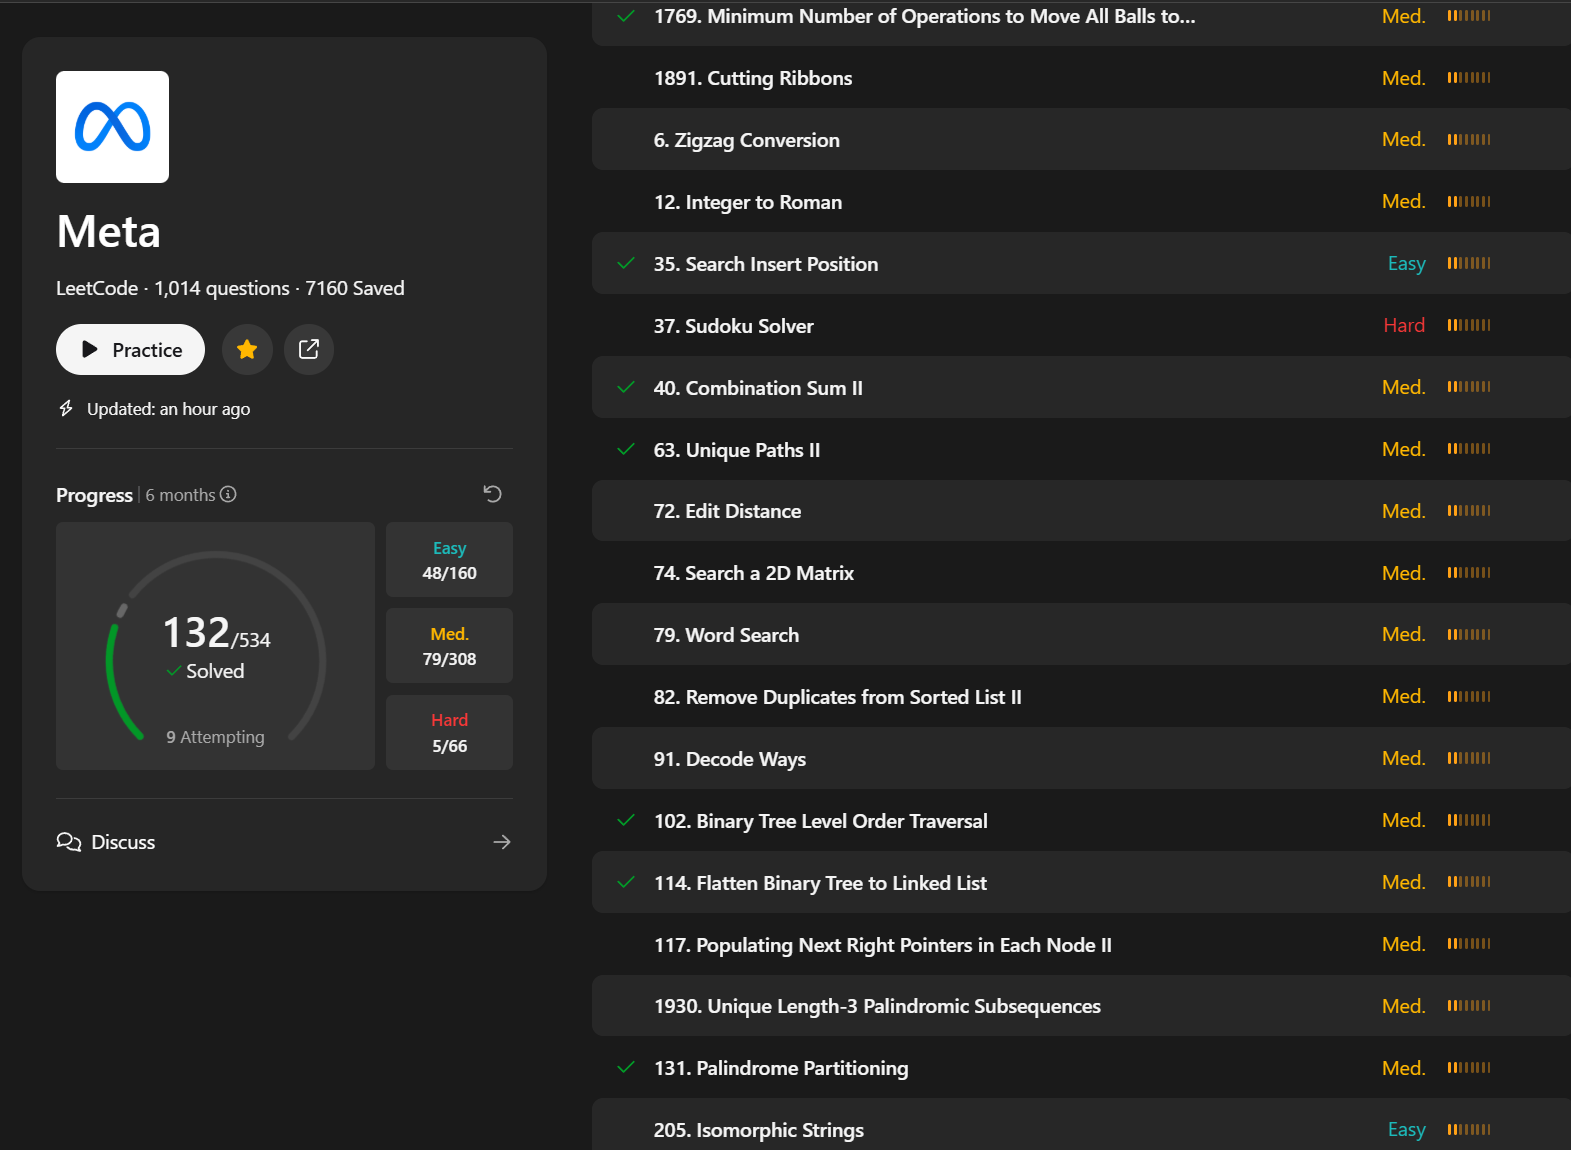 Meta
LeetCode · 1,014 questions · 7160 Saved
Practice
Updated: an hour ago
Progress | 6 months
132/534
Solved
9 Attempting
Easy
48/160
Med.
79/308
Hard
5/66
Discuss
1769. Minimum Number of Operations to Move All Balls to... Med.
1891. Cutting Ribbons Med.
6. Zigzag Conversion Med.
12. Integer to Roman Med.
35. Search Insert Position Easy
37. Sudoku Solver Hard
40. Combination Sum II Med.
63. Unique Paths II Med.
72. Edit Distance Med.
74. Search a 2D Matrix Med.
79. Word Search Med.
82. Remove Duplicates from Sorted List II Med.
91. Decode Ways Med.
102. Binary Tree Level Order Traversal Med.
114. Flatten Binary Tree to Linked List Med.
117. Populating Next Right Pointers in Each Node II Med.
1930. Unique Length-3 Palindromic Subsequences Med.
131. Palindrome Partitioning Med.
205. Isomorphic Strings Easy